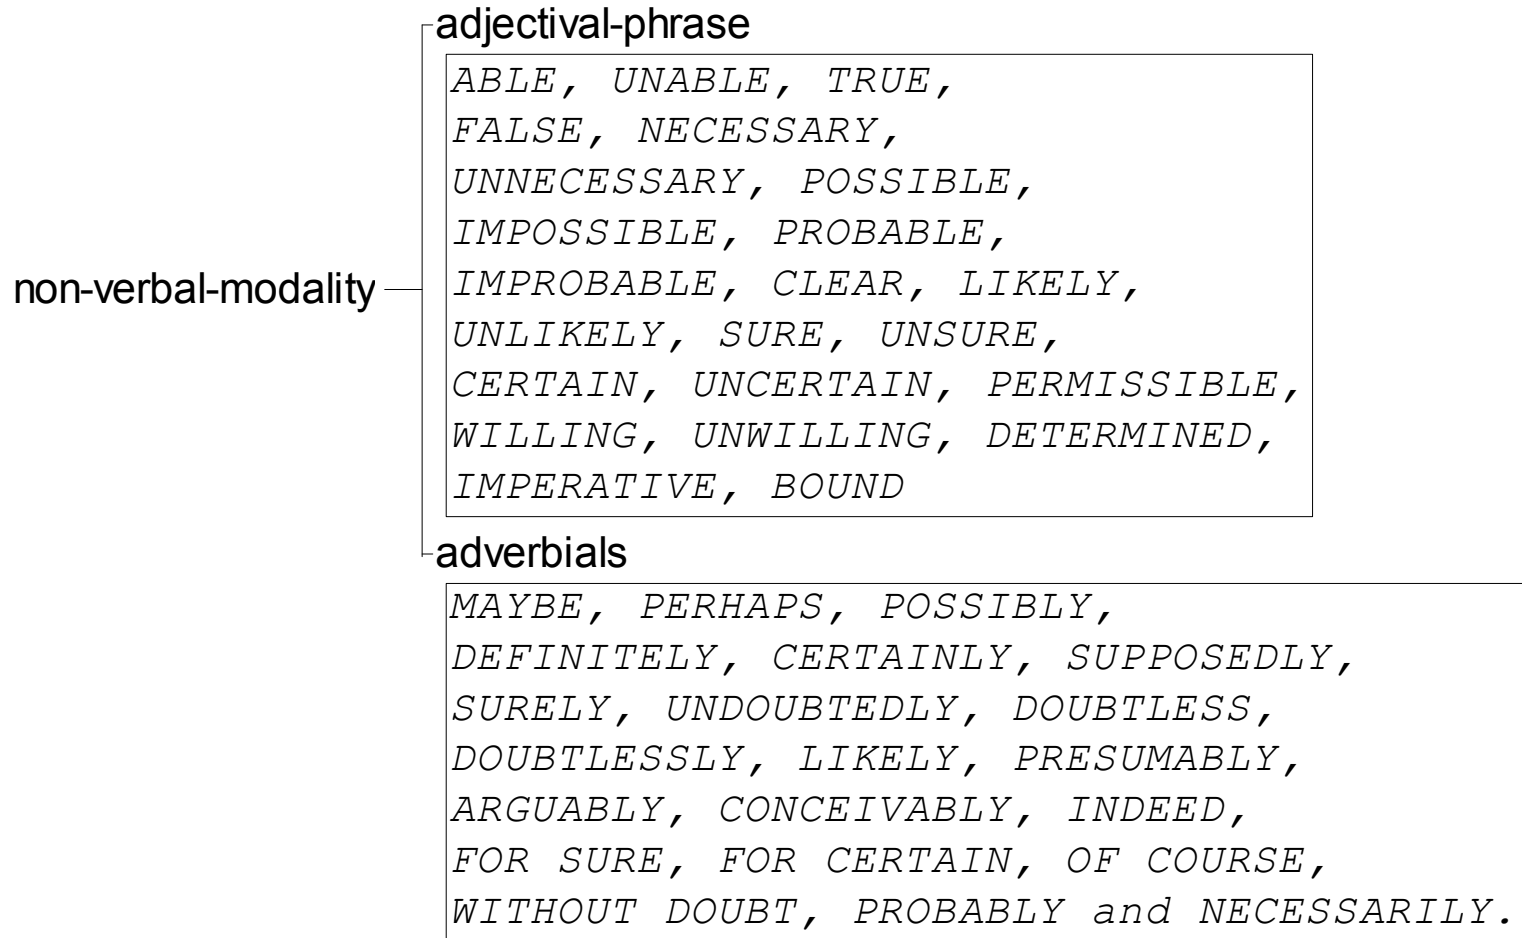 adjectival-phrase
ABLE, UNABLE, TRUE,
FALSE, NECESSARY,
UNNECESSARY, POSSIBLE,
IMPOSSIBLE, PROBABLE,
non-verbal-modality
IMPROBABLE, CLEAR, LIKELY,
UNLIKELY, SURE, UNSURE,
CERTAIN, UNCERTAIN, PERMISSIBLE,
WILLING, UNWILLING, DETERMINED,
IMPERATIVE, BOUND
adverbials
MAYBE, PERHAPS, POSSIBLY,
DEFINITELY, CERTAINLY, SUPPOSEDLY,
SURELY, UNDOUBTEDLY, DOUBTLESS,
DOUBTLESSLY, LIKELY, PRESUMABLY,
ARGUABLY, CONCEIVABLY, INDEED,
FOR SURE, FOR CERTAIN, OF COURSE,
WITHOUT DOUBT, PROBABLY and NECESSARILY.